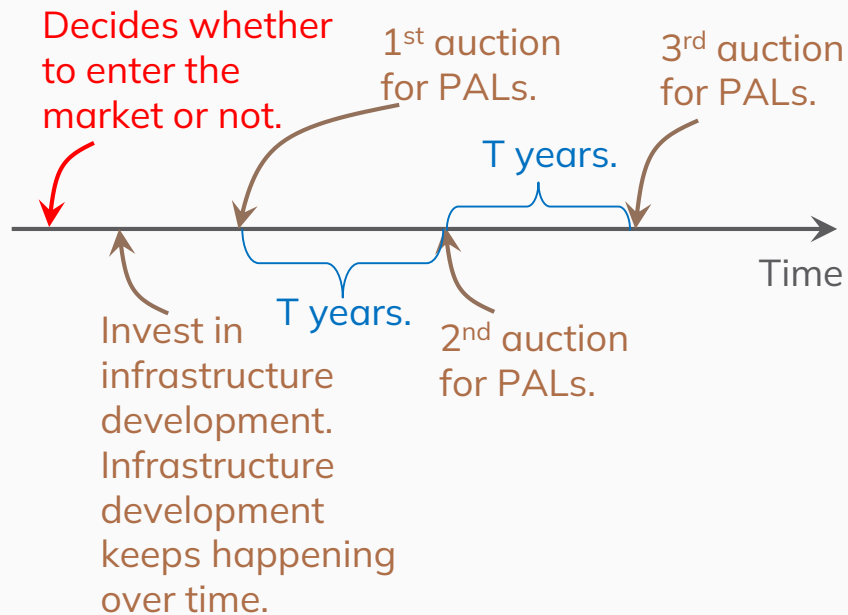 Decides whether
to enter the
market or not.
1st auction
for PALs.
3rd auction
for PALs.
T years.
Time
T years.
Invest in
infrastructure
development.
Infrastructure
development
keeps happening
over time.
2nd auction
for PALs.